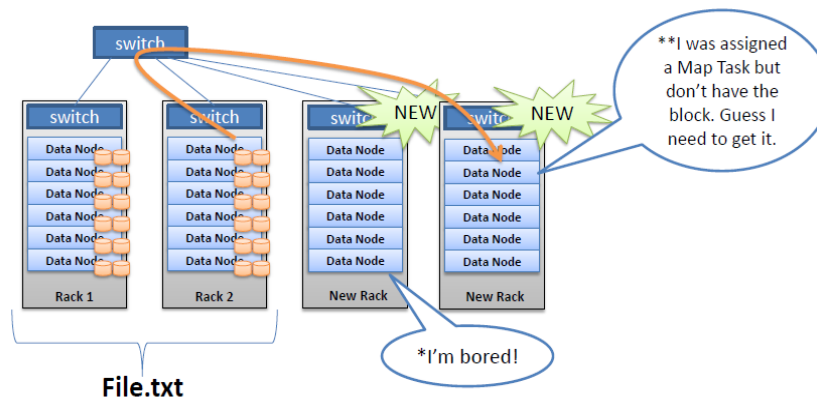 switch
**I was assigned
a Map Task but
don't have the
block. Guess I
need to get it.
NEW
NEW
switch
switch
switch
switch
Data Node
Data Node
Data Node
Data Node
Data Node
Data Node
Rack 1
Data Node
Data Node
Data Node
Data Node
Data Node
Data Node
Rack 2
Data Node
Data Node
Data Node
Data Node
Data Node
Data Node
New Rack
Data Node
Data Node
Data Node
Data Node
Data Node
Data Node
New Rack
*I'm bored!
File.txt